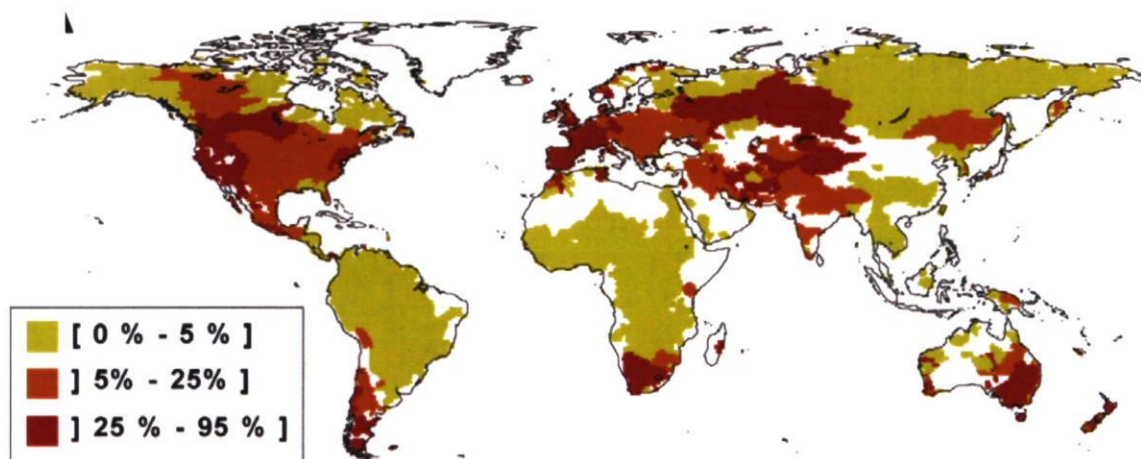 [ 0 % - 5 % ]
] 5% - 25% ]
] 25 % - 95 % ]